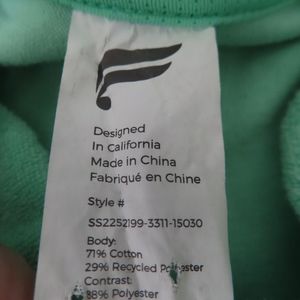 Designed
In California
Made in China
Fabriqué en Chine
Style #
SS2252199-3311-15030
Body:
71% Cotton
29% Recycled Polyester
Contrast:
88% Polyester